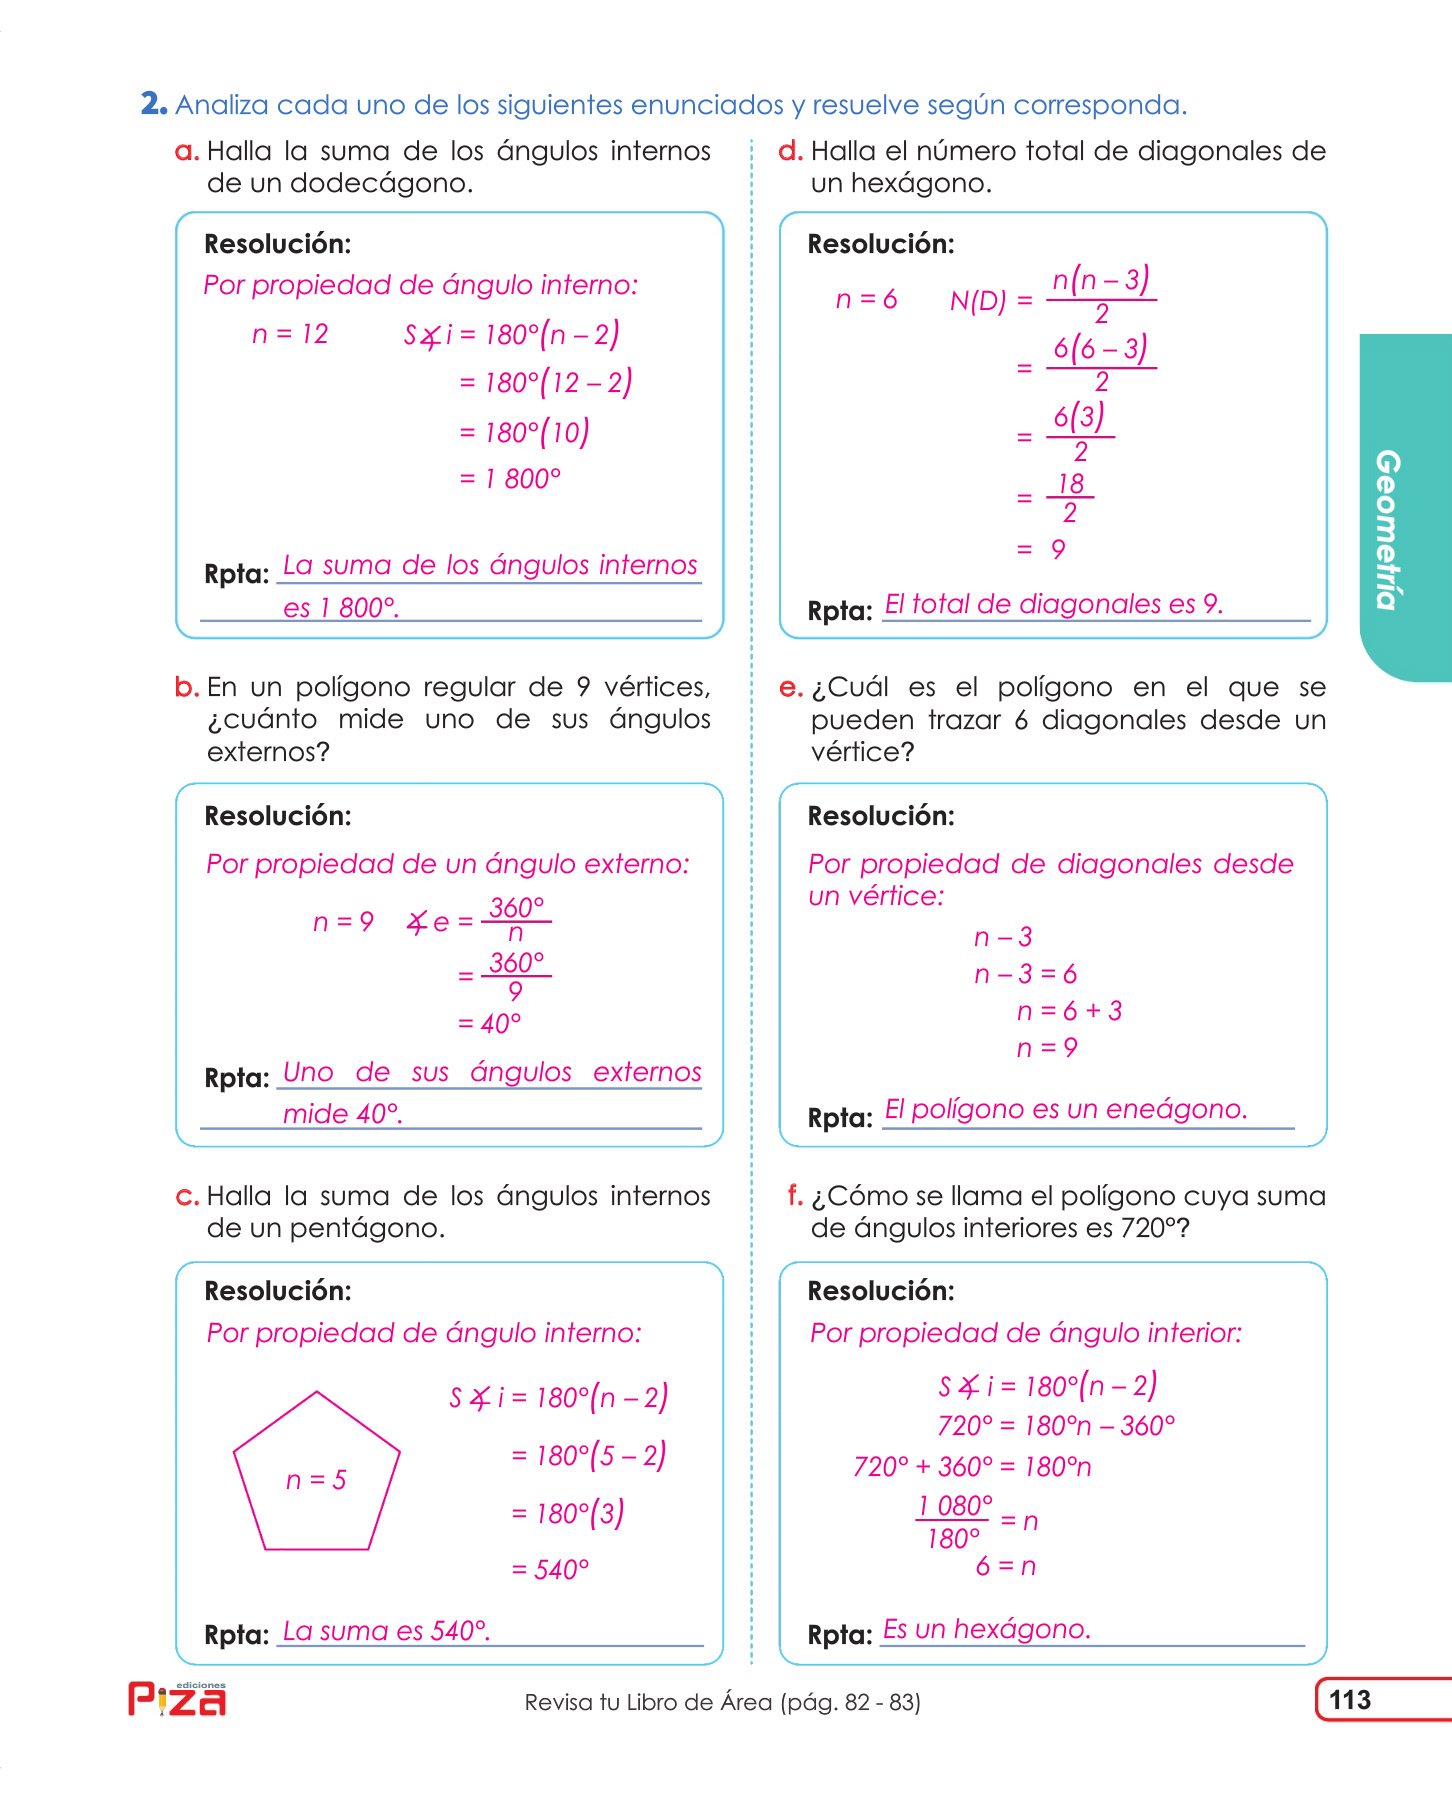 2. Analiza cada uno de los siguientes enunciados y resuelve según corresponda.
a. Halla la suma de los ángulos internos
de un dodecágono.
Resolución:
Por propiedad de ángulo interno:
n = 12 S∡i = 180°(n – 2)
= 180°(12 – 2)
= 180°(10)
= 1 800°
Rpta: La suma de los ángulos internos
es 1 800°.
b. En un polígono regular de 9 vértices,
¿cuánto mide uno de sus ángulos
externos?
Resolución:
Por propiedad de un ángulo externo:
n = 9 ∡e = 360°/n
= 360°/9
= 40°
Rpta: Uno de sus ángulos externos
mide 40°.
c. Halla la suma de los ángulos internos
de un pentágono.
Resolución:
Por propiedad de ángulo interno:
S∡i = 180°(n – 2)
n = 5
= 180°(5 – 2)
= 180°(3)
= 540°
Rpta: La suma es 540°.
d. Halla el número total de diagonales de
un hexágono.
Resolución:
n = 6 N(D) = n(n – 3)/2
= 6(6 – 3)/2
= 6(3)/2
= 18/2
= 9
Rpta: El total de diagonales es 9.
e. ¿Cuál es el polígono en el que se
pueden trazar 6 diagonales desde un
vértice?
Resolución:
Por propiedad de diagonales desde
un vértice:
n – 3
n – 3 = 6
n = 6 + 3
n = 9
Rpta: El polígono es un eneágono.
f. ¿Cómo se llama el polígono cuya suma
de ángulos interiores es 720°?
Resolución:
Por propiedad de ángulo interior:
S∡i = 180°(n – 2)
720° = 180°n – 360°
720° + 360° = 180°n
1 080°/180° = n
6 = n
Rpta: Es un hexágono.
Geometría
ediciones
Piza
Revisa tu Libro de Área (pág. 82 - 83)
113